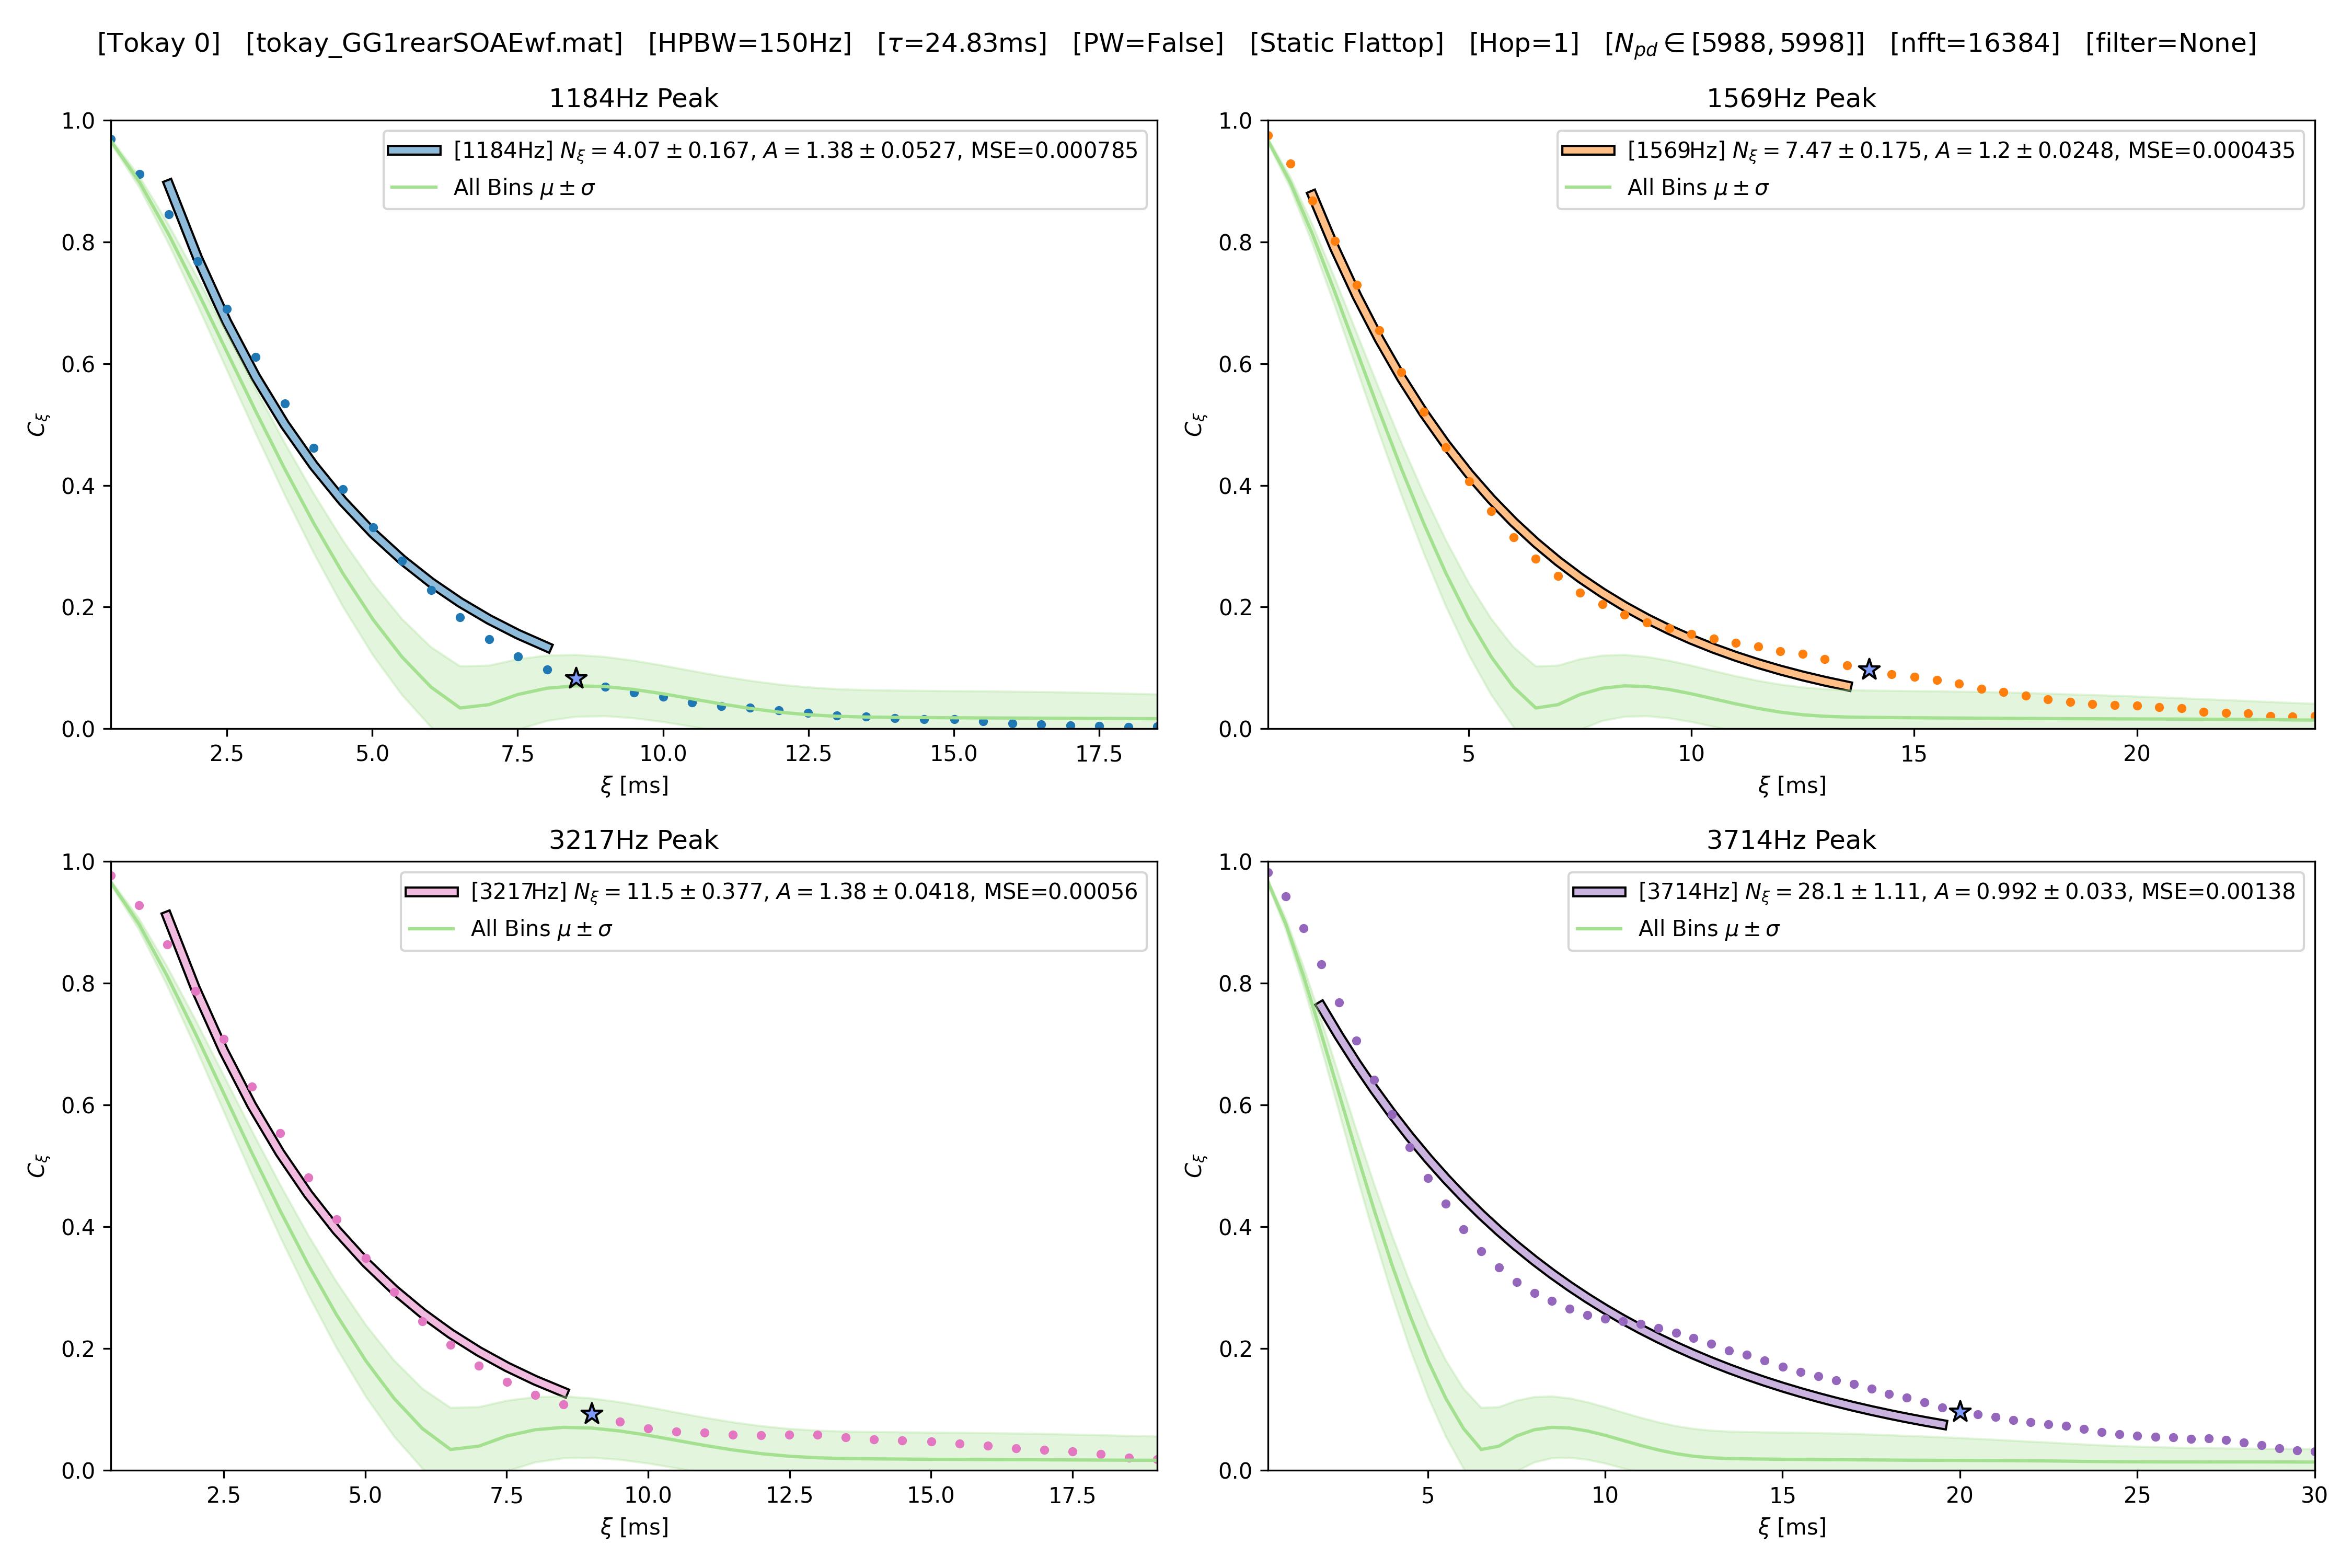 [Tokay 0] [tokay_GG1rearSOAEwf.mat] [HPBW=150Hz] [τ=24.83ms] [PW=False] [Static Flattop] [Hop=1] [N_pd ∈ [5988, 5998]] [nfft=16384] [filter=None]
1184Hz Peak
[1184Hz] N_ξ = 4.07 ± 0.167, A = 1.38 ± 0.0527, MSE=0.000785
All Bins μ ± σ
1.0
0.8
0.6
0.4
0.2
0.0
C_ξ
2.5 5.0 7.5 10.0 12.5 15.0 17.5
ξ [ms]
1569Hz Peak
[1569Hz] N_ξ = 7.47 ± 0.175, A = 1.2 ± 0.0248, MSE=0.000435
All Bins μ ± σ
1.0
0.8
0.6
0.4
0.2
0.0
C_ξ
5 10 15 20
ξ [ms]
3217Hz Peak
[3217Hz] N_ξ = 11.5 ± 0.377, A = 1.38 ± 0.0418, MSE=0.00056
All Bins μ ± σ
1.0
0.8
0.6
0.4
0.2
0.0
C_ξ
2.5 5.0 7.5 10.0 12.5 15.0 17.5
ξ [ms]
3714Hz Peak
[3714Hz] N_ξ = 28.1 ± 1.11, A = 0.992 ± 0.033, MSE=0.00138
All Bins μ ± σ
1.0
0.8
0.6
0.4
0.2
0.0
C_ξ
5 10 15 20 25 30
ξ [ms]